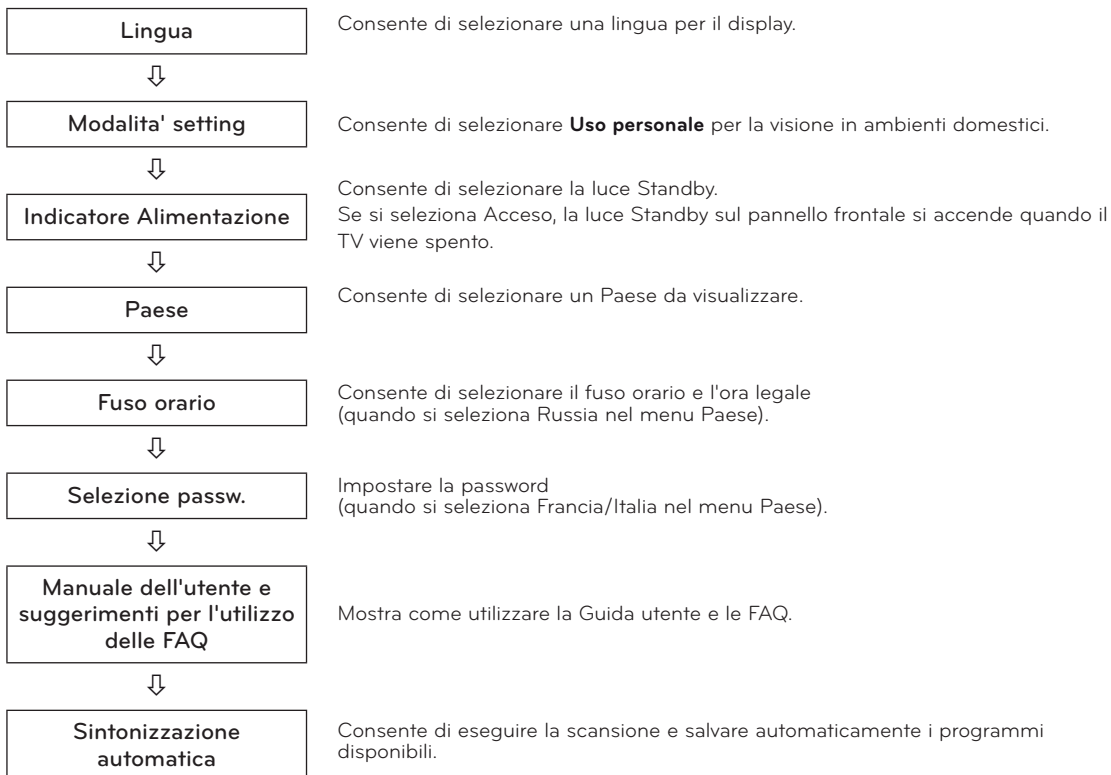 Lingua
Consente di selezionare una lingua per il display.
Modalita' setting
Consente di selezionare Uso personale per la visione in ambienti domestici.
Indicatore Alimentazione
Consente di selezionare la luce Standby.
Se si seleziona Acceso, la luce Standby sul pannello frontale si accende quando il
TV viene spento.
Paese
Consente di selezionare un Paese da visualizzare.
Fuso orario
Consente di selezionare il fuso orario e l'ora legale
(quando si seleziona Russia nel menu Paese).
Selezione passw.
Impostare la password
(quando si seleziona Francia/Italia nel menu Paese).
Manuale dell'utente e
suggerimenti per l'utilizzo
delle FAQ
Mostra come utilizzare la Guida utente e le FAQ.
Sintonizzazione
automatica
Consente di eseguire la scansione e salvare automaticamente i programmi
disponibili.